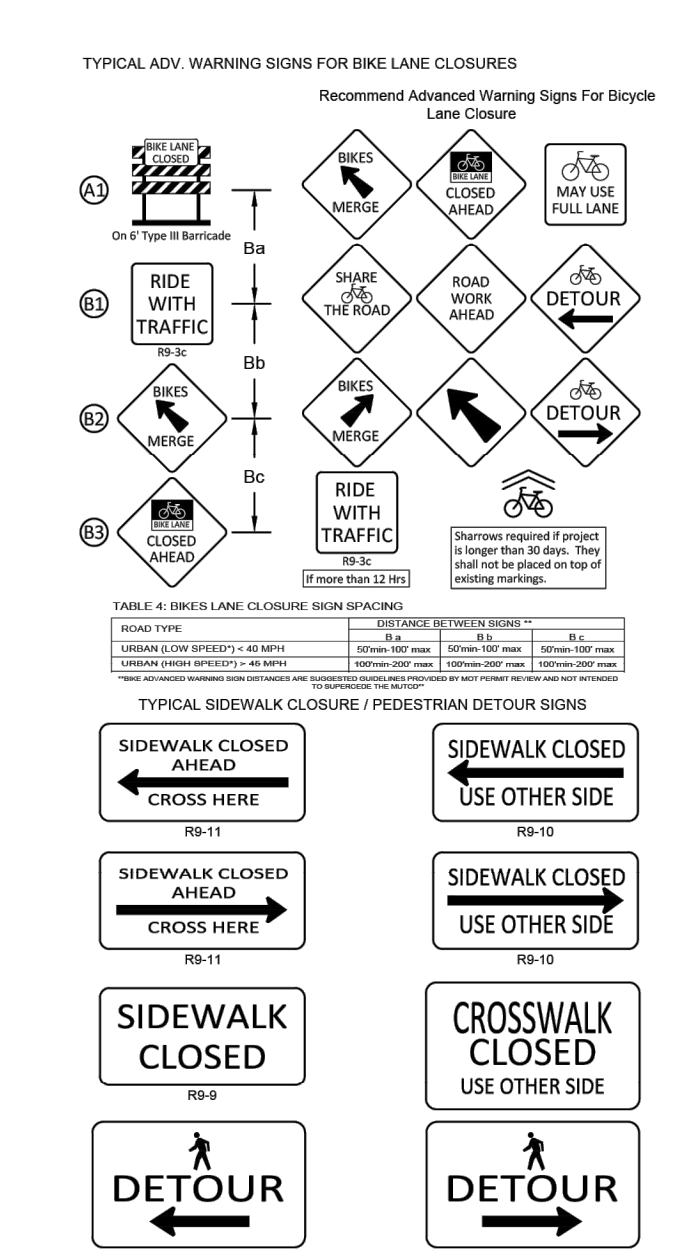 TYPICAL ADV. WARNING SIGNS FOR BIKE LANE CLOSURES
Recommend Advanced Warning Signs For Bicycle
Lane Closure
A1
BIKE LANE
CLOSED
On 6' Type III Barricade
Ba
BIKES
MERGE
BIKE LANE
CLOSED
AHEAD
MAY USE
FULL LANE
B1
RIDE
WITH
TRAFFIC
R9-3c
Bb
SHARE
THE ROAD
ROAD
WORK
AHEAD
DETOUR
B2
BIKES
MERGE
Bc
BIKES
MERGE
DETOUR
B3
BIKE LANE
CLOSED
AHEAD
RIDE
WITH
TRAFFIC
R9-3c
If more than 12 Hrs
Sharrows required if project
is longer than 30 days. They
shall not be placed on top of
existing markings.
TABLE 4: BIKES LANE CLOSURE SIGN SPACING
ROAD TYPE
DISTANCE BETWEEN SIGNS **
B a B b B c
URBAN (LOW SPEED*) < 40 MPH 50'min-100' max 50'min-100' max 50'min-100' max
URBAN (HIGH SPEED*) > 45 MPH 100'min-200' max 100'min-200' max 100'min-200' max
**BIKE ADVANCED WARNING SIGN DISTANCES ARE SUGGESTED GUIDELINES PROVIDED BY MOT PERMIT REVIEW AND NOT INTENDED
TO SUPERCEDE THE MUTCD**
TYPICAL SIDEWALK CLOSURE / PEDESTRIAN DETOUR SIGNS
SIDEWALK CLOSED
AHEAD
CROSS HERE
R9-11
SIDEWALK CLOSED
USE OTHER SIDE
R9-10
SIDEWALK CLOSED
AHEAD
CROSS HERE
R9-11
SIDEWALK CLOSED
USE OTHER SIDE
R9-10
SIDEWALK
CLOSED
R9-9
CROSSWALK
CLOSED
USE OTHER SIDE
DETOUR
DETOUR